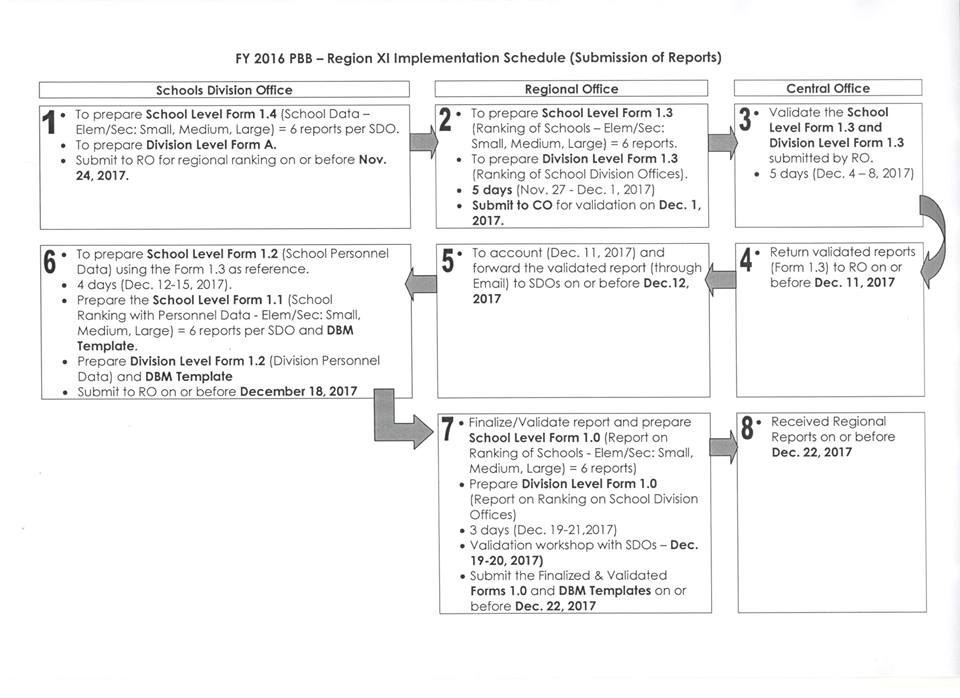 FY 2016 PBB – Region XI Implementation Schedule (Submission of Reports)
Schools Division Office
Regional Office
Central Office
1
• To prepare School Level Form 1.4 (School Data –
Elem/Sec: Small, Medium, Large) = 6 reports per SDO.
• To prepare Division Level Form A.
• Submit to RO for regional ranking on or before Nov.
24, 2017.
2
• To prepare School Level Form 1.3
(Ranking of Schools – Elem/Sec:
Small, Medium, Large) = 6 reports.
• To prepare Division Level Form 1.3
(Ranking of School Division Offices).
• 5 days (Nov. 27 - Dec. 1, 2017)
• Submit to CO for validation on Dec. 1,
2017.
3
• Validate the School
Level Form 1.3 and
Division Level Form 1.3
submitted by RO.
• 5 days (Dec. 4 – 8, 2017)
4
• Return validated reports
(Form 1.3) to RO on or
before Dec. 11, 2017
5
• To account (Dec. 11, 2017) and
forward the validated report (through
Email) to SDOs on or before Dec.12,
2017
6
• To prepare School Level Form 1.2 (School Personnel
Data) using the Form 1.3 as reference.
• 4 days (Dec. 12-15, 2017).
• Prepare the School Level Form 1.1 (School
Ranking with Personnel Data - Elem/Sec: Small,
Medium, Large) = 6 reports per SDO and DBM
Template.
• Prepare Division Level Form 1.2 (Division Personnel
Data) and DBM Template
• Submit to RO on or before December 18, 2017
7
• Finalize/Validate report and prepare
School Level Form 1.0 (Report on
Ranking of Schools - Elem/Sec: Small,
Medium, Large) = 6 reports)
• Prepare Division Level Form 1.0
(Report on Ranking on School Division
Offices)
• 3 days (Dec. 19-21,2017)
• Validation workshop with SDOs – Dec.
19-20, 2017)
• Submit the Finalized & Validated
Forms 1.0 and DBM Templates on or
before Dec. 22, 2017
8
• Received Regional
Reports on or before
Dec. 22, 2017